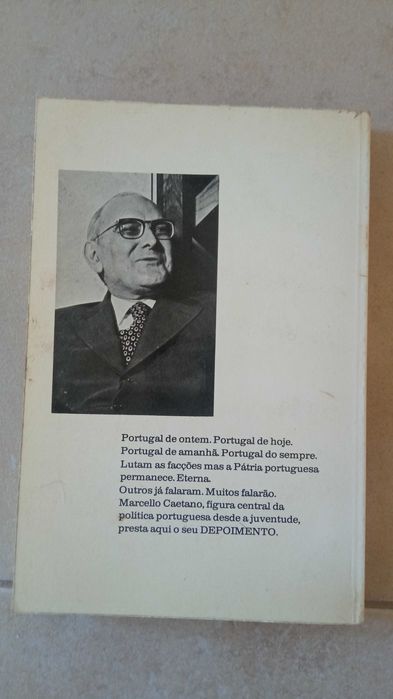 Portugal de ontem. Portugal de hoje.
Portugal de amanhã. Portugal do sempre.
Lutam as facções mas a Pátria portuguesa
permanece. Eterna.
Outros já falaram. Muitos falarão.
Marcello Caetano, figura central da
política portuguesa desde a juventude,
presta aqui o seu DEPOIMENTO.